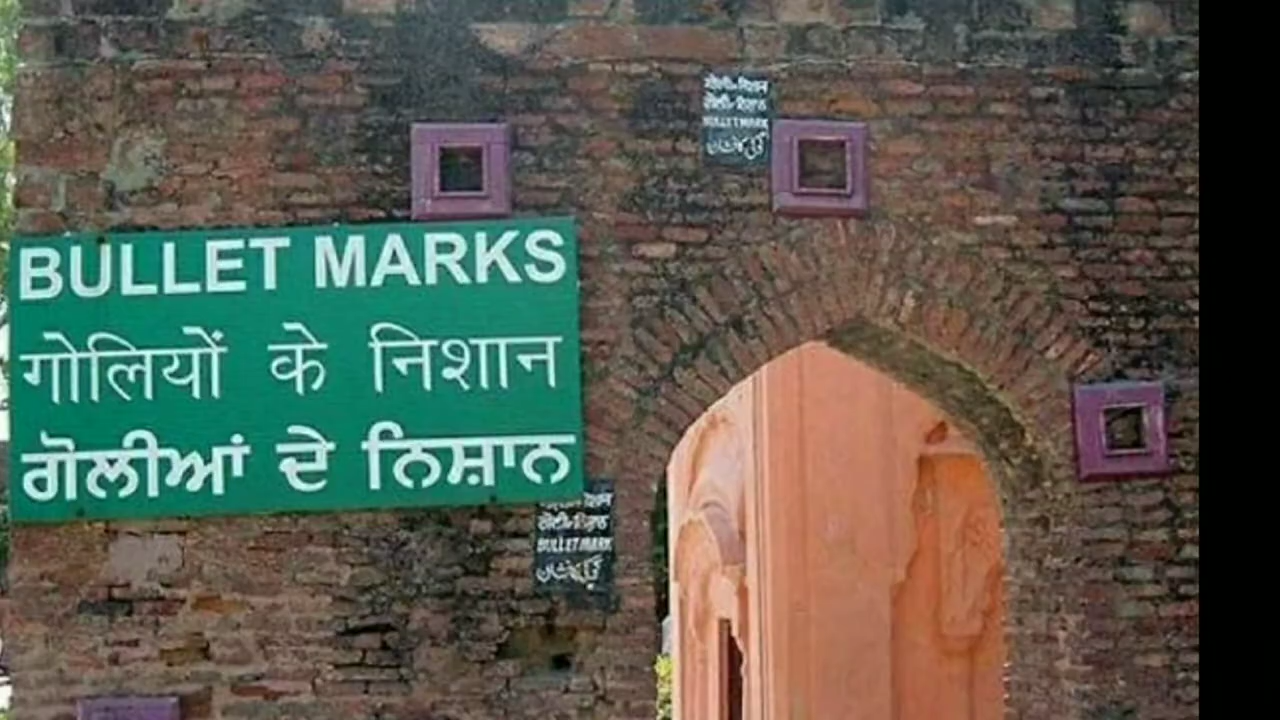 गोली-निशान
ਗੋਲੀ-ਨਿਸ਼ਾਨ
BULLET MARK
BULLET MARKS
गोलियों के निशान
ਗੋਲੀਆਂ ਦੇ ਨਿਸ਼ਾਨ
ਗੋਲੀ-ਨਿਸ਼ਾਨ
BULLET MARK